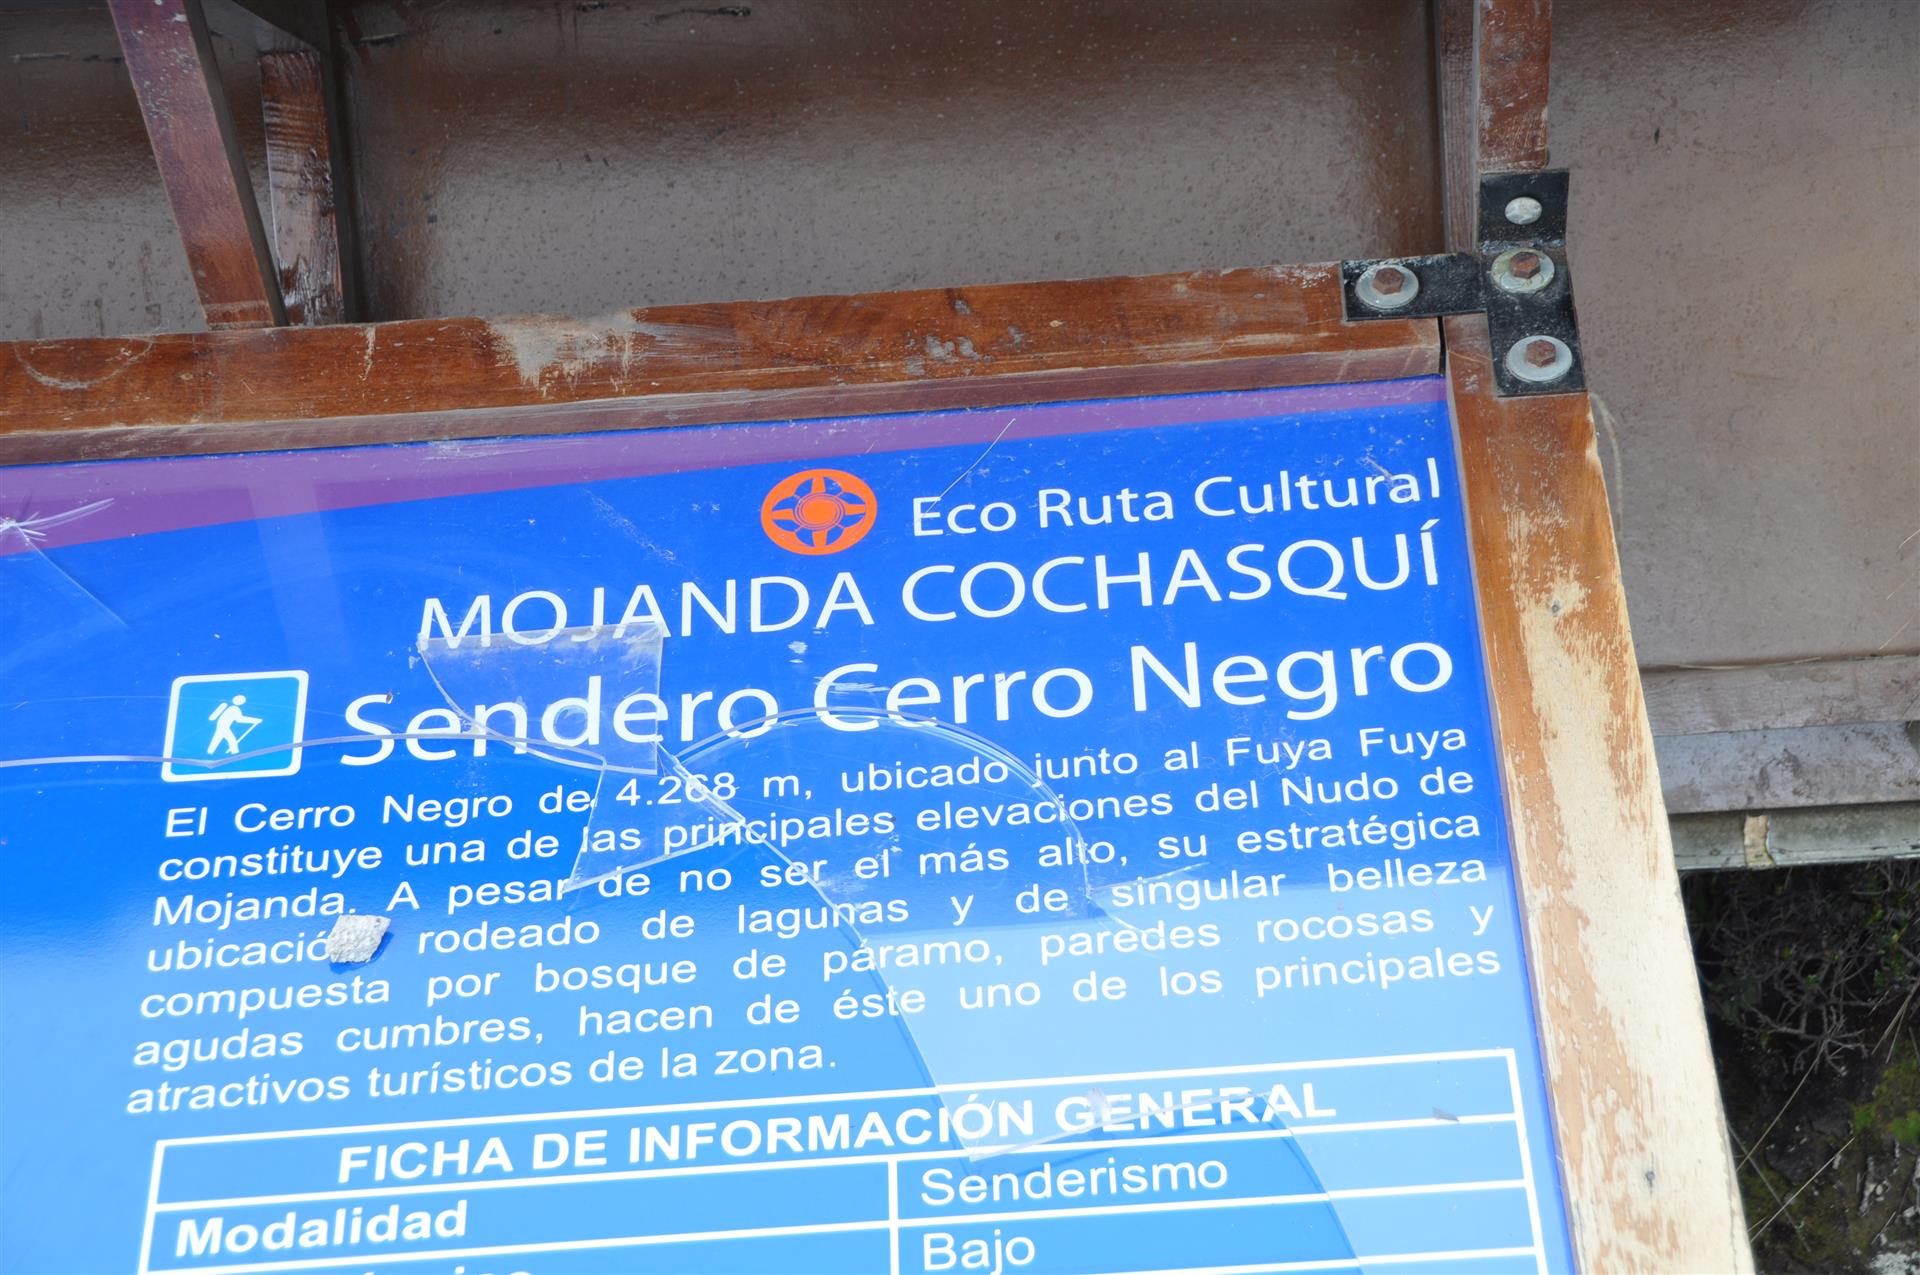 Eco Ruta Cultural
MOJANDA COCHASQUÍ
Sendero Cerro Negro
El Cerro Negro de 4.268 m, ubicado junto al Fuya Fuya
constituye una de las principales elevaciones del Nudo de
Mojanda. A pesar de no ser el más alto, su estratégica
ubicación rodeado de lagunas y de singular belleza
compuesta por bosque de páramo, paredes rocosas y
agudas cumbres, hacen de éste uno de los principales
atractivos turísticos de la zona.
FICHA DE INFORMACIÓN GENERAL
Modalidad Senderismo
Bajo